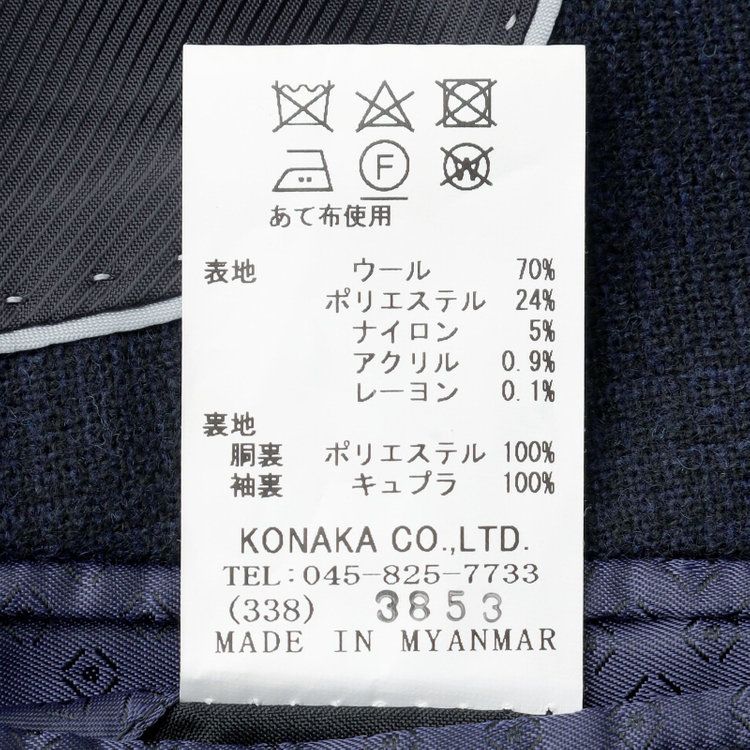 F W
あて布使用
表地 ウール 70%
ポリエステル 24%
ナイロン 5%
アクリル 0.9%
レーヨン 0.1%
裏地
胴裏 ポリエステル 100%
袖裏 キュプラ 100%
KONAKA CO.,LTD.
TEL:045-825-7733
(338) 3853
MADE IN MYANMAR